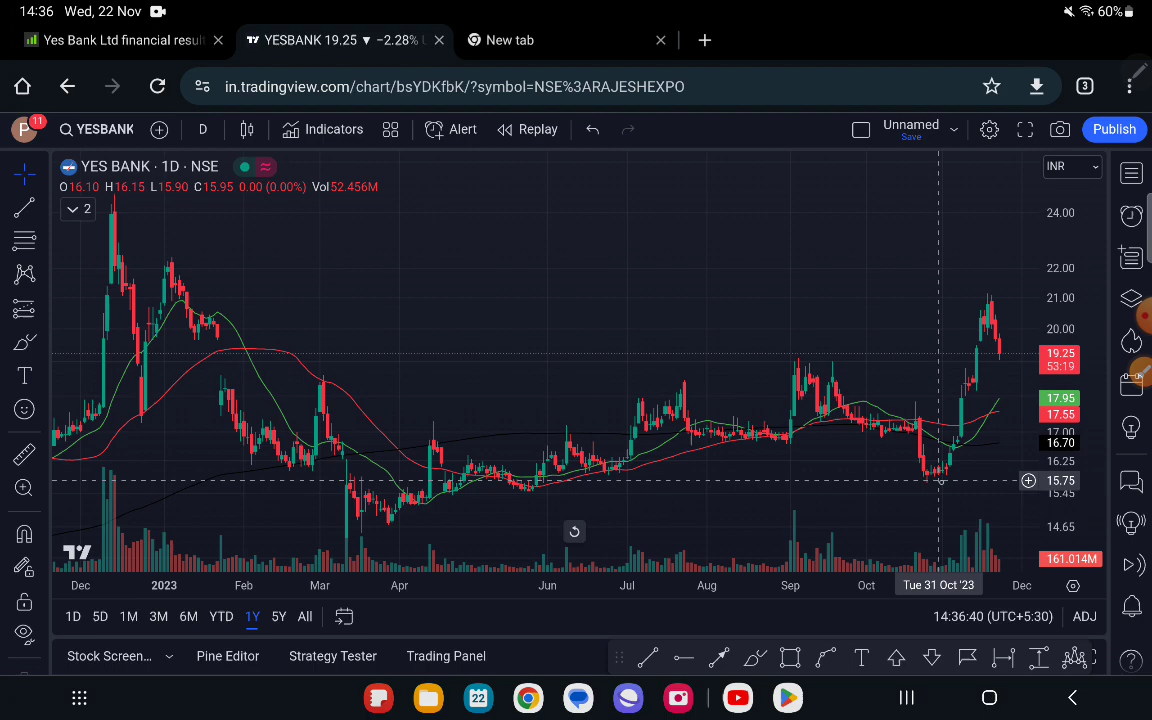 14:36 Wed, 22 Nov 60%
Yes Bank Ltd financial result
YESBANK 19.25 ▼ −2.28%
New tab
in.tradingview.com/chart/bsYDKfbK/?symbol=NSE%3ARAJESHEXPO
3
P 11 YESBANK D Indicators Alert Replay Unnamed Save Publish
YES BANK · 1D · NSE INR
O16.10 H16.15 L15.90 C15.95 0.00 (0.00%) Vol52.456M
2
24.00
22.00
21.00
20.00
19.25
53:19
17.95
17.55
17.00
16.70
16.25
15.75
15.45
14.65
161.014M
Dec 2023 Feb Mar Apr Jun Jul Aug Sep Oct Tue 31 Oct '23 Dec
1D 5D 1M 3M 6M YTD 1Y 5Y All 14:36:40 (UTC+5:30) ADJ
Stock Screen... Pine Editor Strategy Tester Trading Panel
22